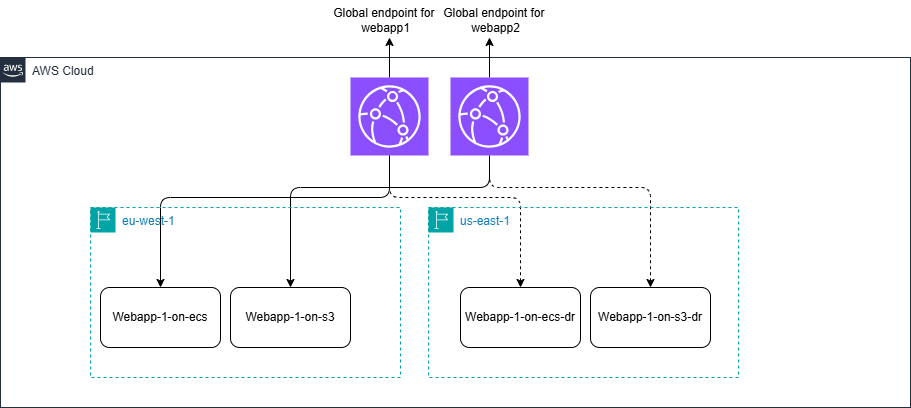 Global endpoint for
webapp1
Global endpoint for
webapp2
aws
AWS Cloud
eu-west-1
us-east-1
Webapp-1-on-ecs
Webapp-1-on-s3
Webapp-1-on-ecs-dr
Webapp-1-on-s3-dr